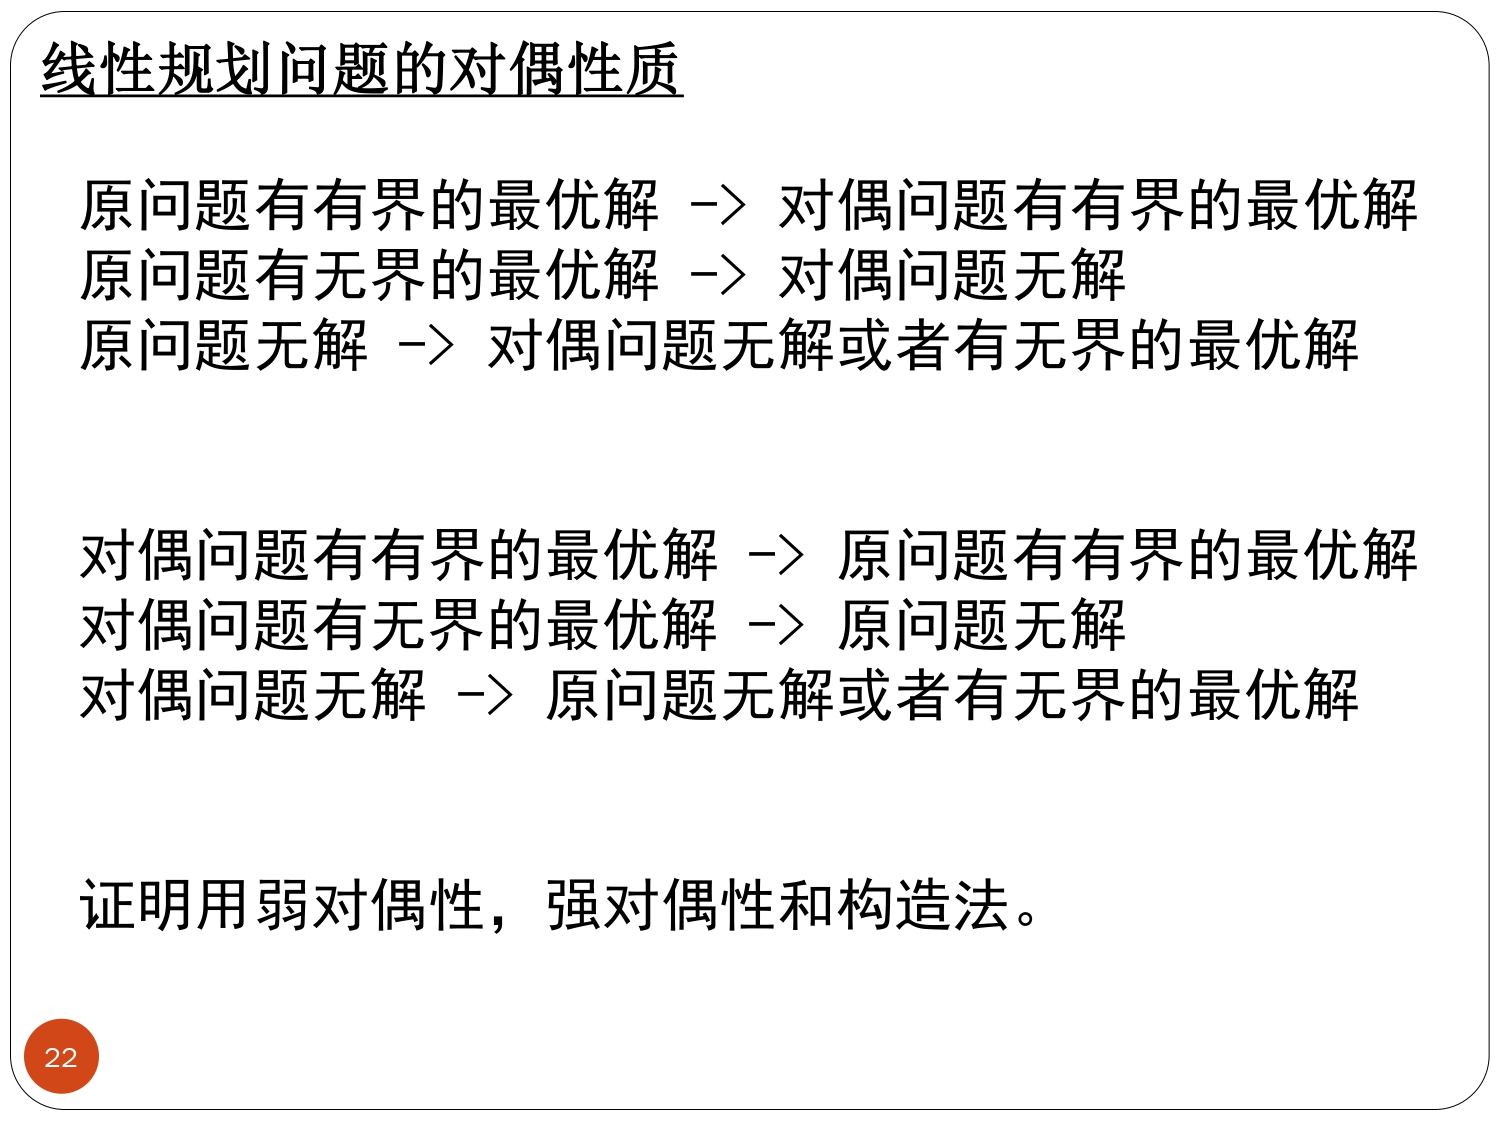 线性规划问题的对偶性质
原问题有有界的最优解 -> 对偶问题有有界的最优解
原问题有无界的最优解 -> 对偶问题无解
原问题无解 -> 对偶问题无解或者有无界的最优解
对偶问题有有界的最优解 -> 原问题有有界的最优解
对偶问题有无界的最优解 -> 原问题无解
对偶问题无解 -> 原问题无解或者有无界的最优解
证明用弱对偶性，强对偶性和构造法。
22